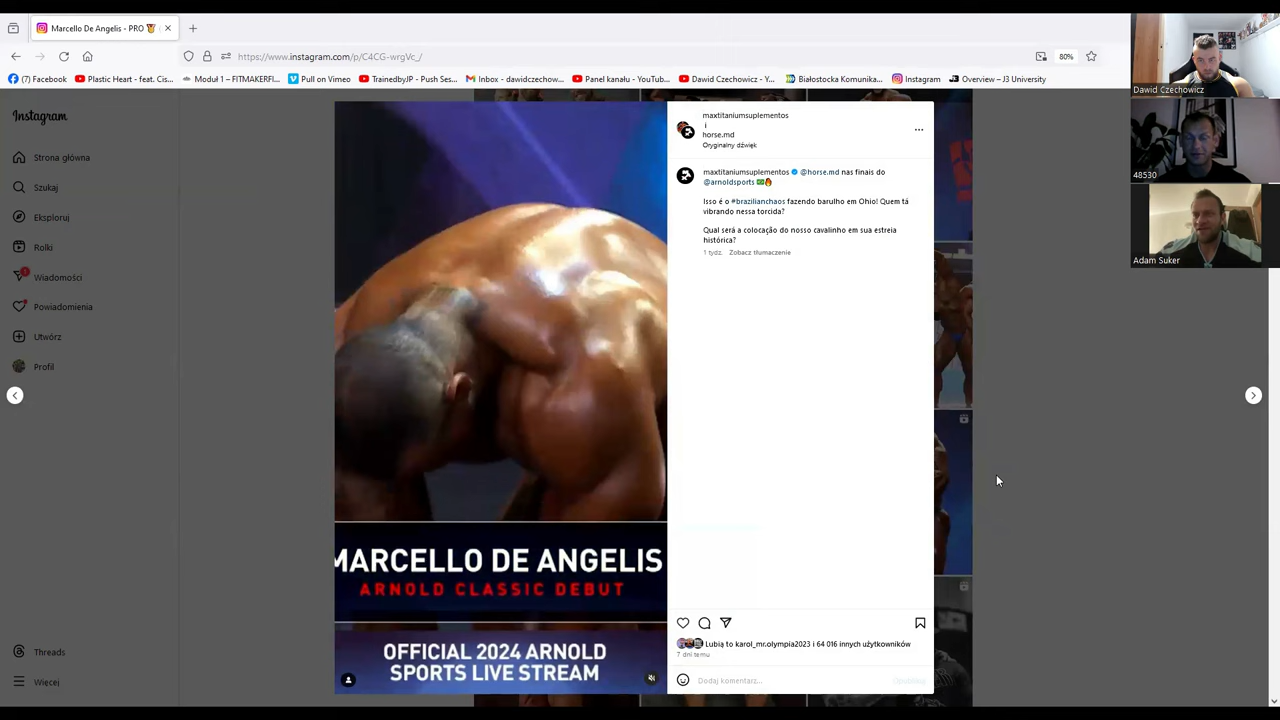 Marcello De Angelis - PRO
https://www.instagram.com/p/C4CG-wrgVc_/
80%
(7) Facebook
Plastic Heart - feat. Cis...
Moduł 1 – FITMAKERFI...
Pull on Vimeo
TrainedbyJP - Push Ses...
Inbox - dawidczechow...
Panel kanału - YouTub...
Dawid Czechowicz - Y...
Białostocka Komunika...
Instagram
Overview – J3 University
Instagram
Strona główna
Szukaj
Eksploruj
Rolki
Wiadomości
Powiadomienia
Utwórz
Profil
Threads
Więcej
MARCELLO DE ANGELIS
ARNOLD CLASSIC DEBUT
OFFICIAL 2024 ARNOLD
SPORTS LIVE STREAM
maxtitaniumsuplementos
i
horse.md
Oryginalny dźwięk
maxtitaniumsuplementos @horse.md nas finais do
@arnoldsports 🇧🇷🔥
Isso é o #brazilianchaos fazendo barulho em Ohio! Quem tá
vibrando nessa torcida?
Qual será a colocação do nosso cavalinho em sua estreia
histórica?
1 tydz. Zobacz tłumaczenie
Lubią to karol_mr.olympia2023 i 64 016 innych użytkowników
7 dni temu
Dodaj komentarz...
Opublikuj
Dawid Czechowicz
48530
Adam Suker